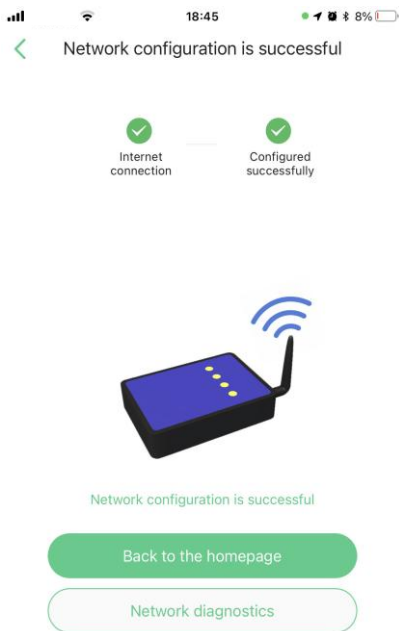 18:45
8%
Network configuration is successful
Internet
connection
Configured
successfully
Network configuration is successful
Back to the homepage
Network diagnostics